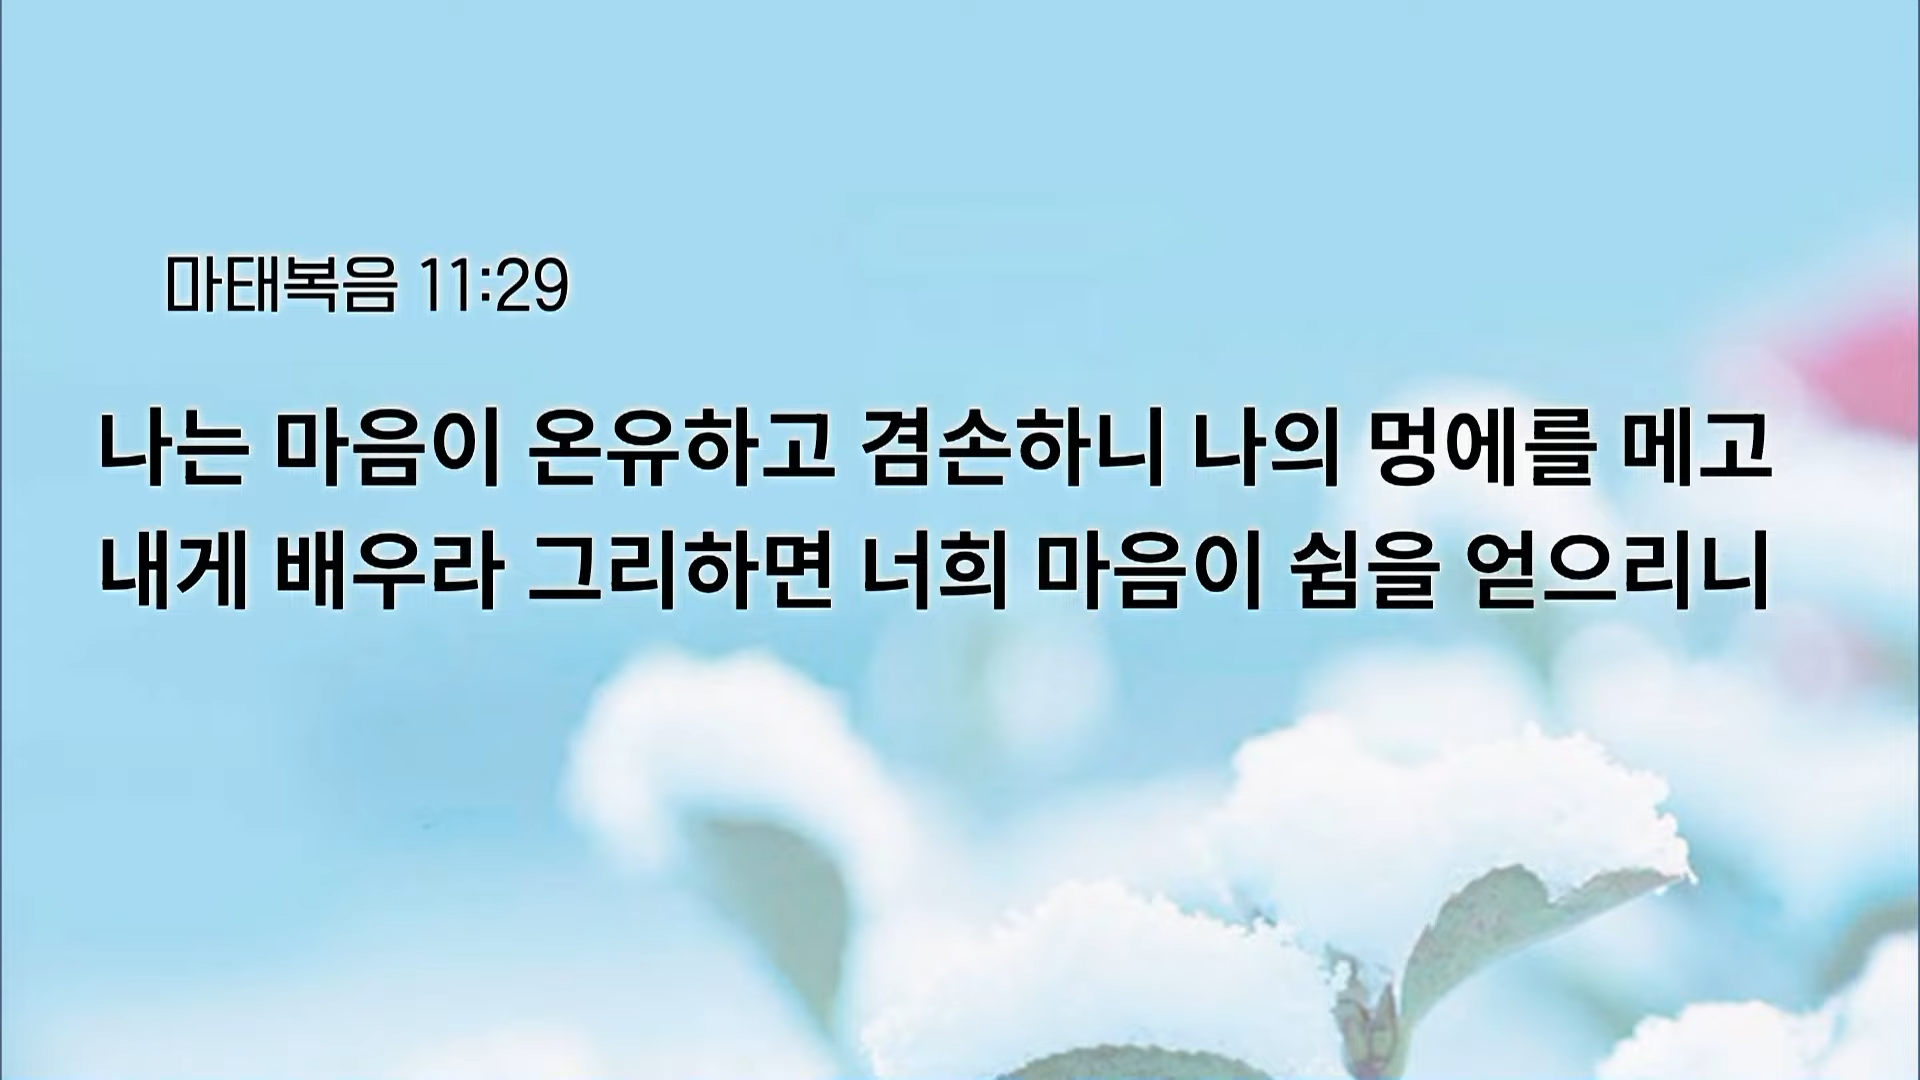 마태복음 11:29
나는 마음이 온유하고 겸손하니 나의 멍에를 메고
내게 배우라 그리하면 너희 마음이 쉼을 얻으리니